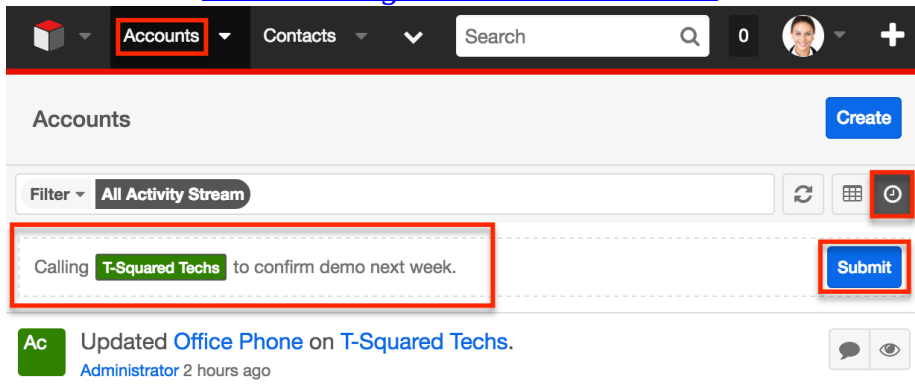 Accounts Contacts Search 0
Accounts Create
Filter All Activity Stream
Calling T-Squared Techs to confirm demo next week. Submit
Ac Updated Office Phone on T-Squared Techs.
Administrator 2 hours ago